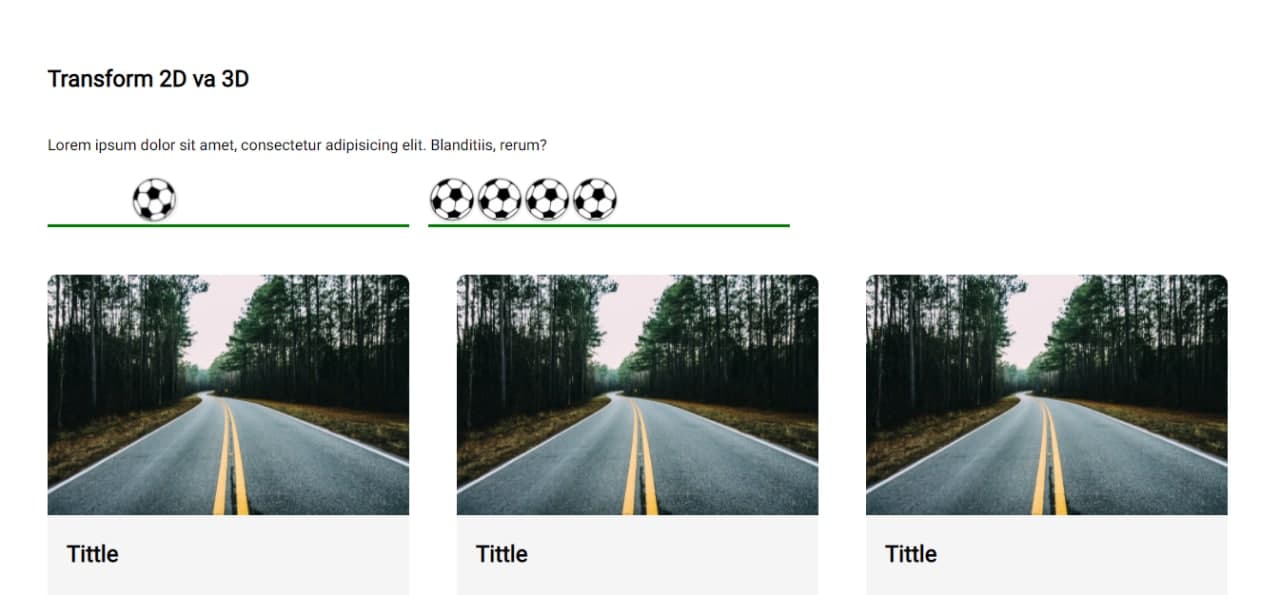 Transform 2D va 3D
Lorem ipsum dolor sit amet, consectetur adipisicing elit. Blanditiis, rerum?
Tittle
Tittle
Tittle